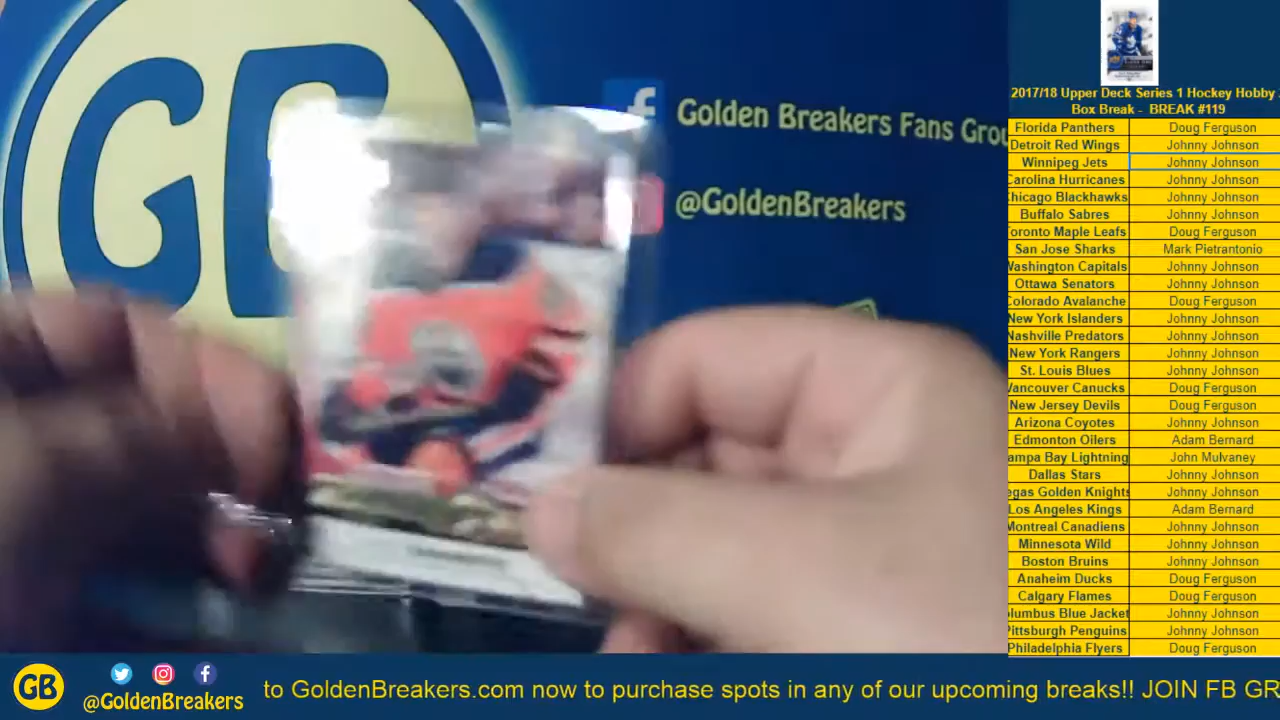 GB
f
Golden Breakers Fans Grou
@GoldenBreakers
2017/18 Upper Deck Series 1 Hockey Hobby
Box Break - BREAK #119
Florida Panthers Doug Ferguson
Detroit Red Wings Johnny Johnson
Winnipeg Jets Johnny Johnson
Carolina Hurricanes Johnny Johnson
Chicago Blackhawks Johnny Johnson
Buffalo Sabres Johnny Johnson
Toronto Maple Leafs Doug Ferguson
San Jose Sharks Mark Pietrantonio
Washington Capitals Johnny Johnson
Ottawa Senators Johnny Johnson
Colorado Avalanche Doug Ferguson
New York Islanders Johnny Johnson
Nashville Predators Johnny Johnson
New York Rangers Johnny Johnson
St. Louis Blues Johnny Johnson
Vancouver Canucks Doug Ferguson
New Jersey Devils Doug Ferguson
Arizona Coyotes Johnny Johnson
Edmonton Oilers Adam Bernard
ampa Bay Lightning John Mulvaney
Dallas Stars Johnny Johnson
egas Golden Knights Johnny Johnson
Los Angeles Kings Adam Bernard
Montreal Canadiens Johnny Johnson
Minnesota Wild Johnny Johnson
Boston Bruins Johnny Johnson
Anaheim Ducks Doug Ferguson
Calgary Flames Doug Ferguson
olumbus Blue Jacket Johnny Johnson
Pittsburgh Penguins Johnny Johnson
Philadelphia Flyers Doug Ferguson
GB
@GoldenBreakers
to GoldenBreakers.com now to purchase spots in any of our upcoming breaks!! JOIN FB GR